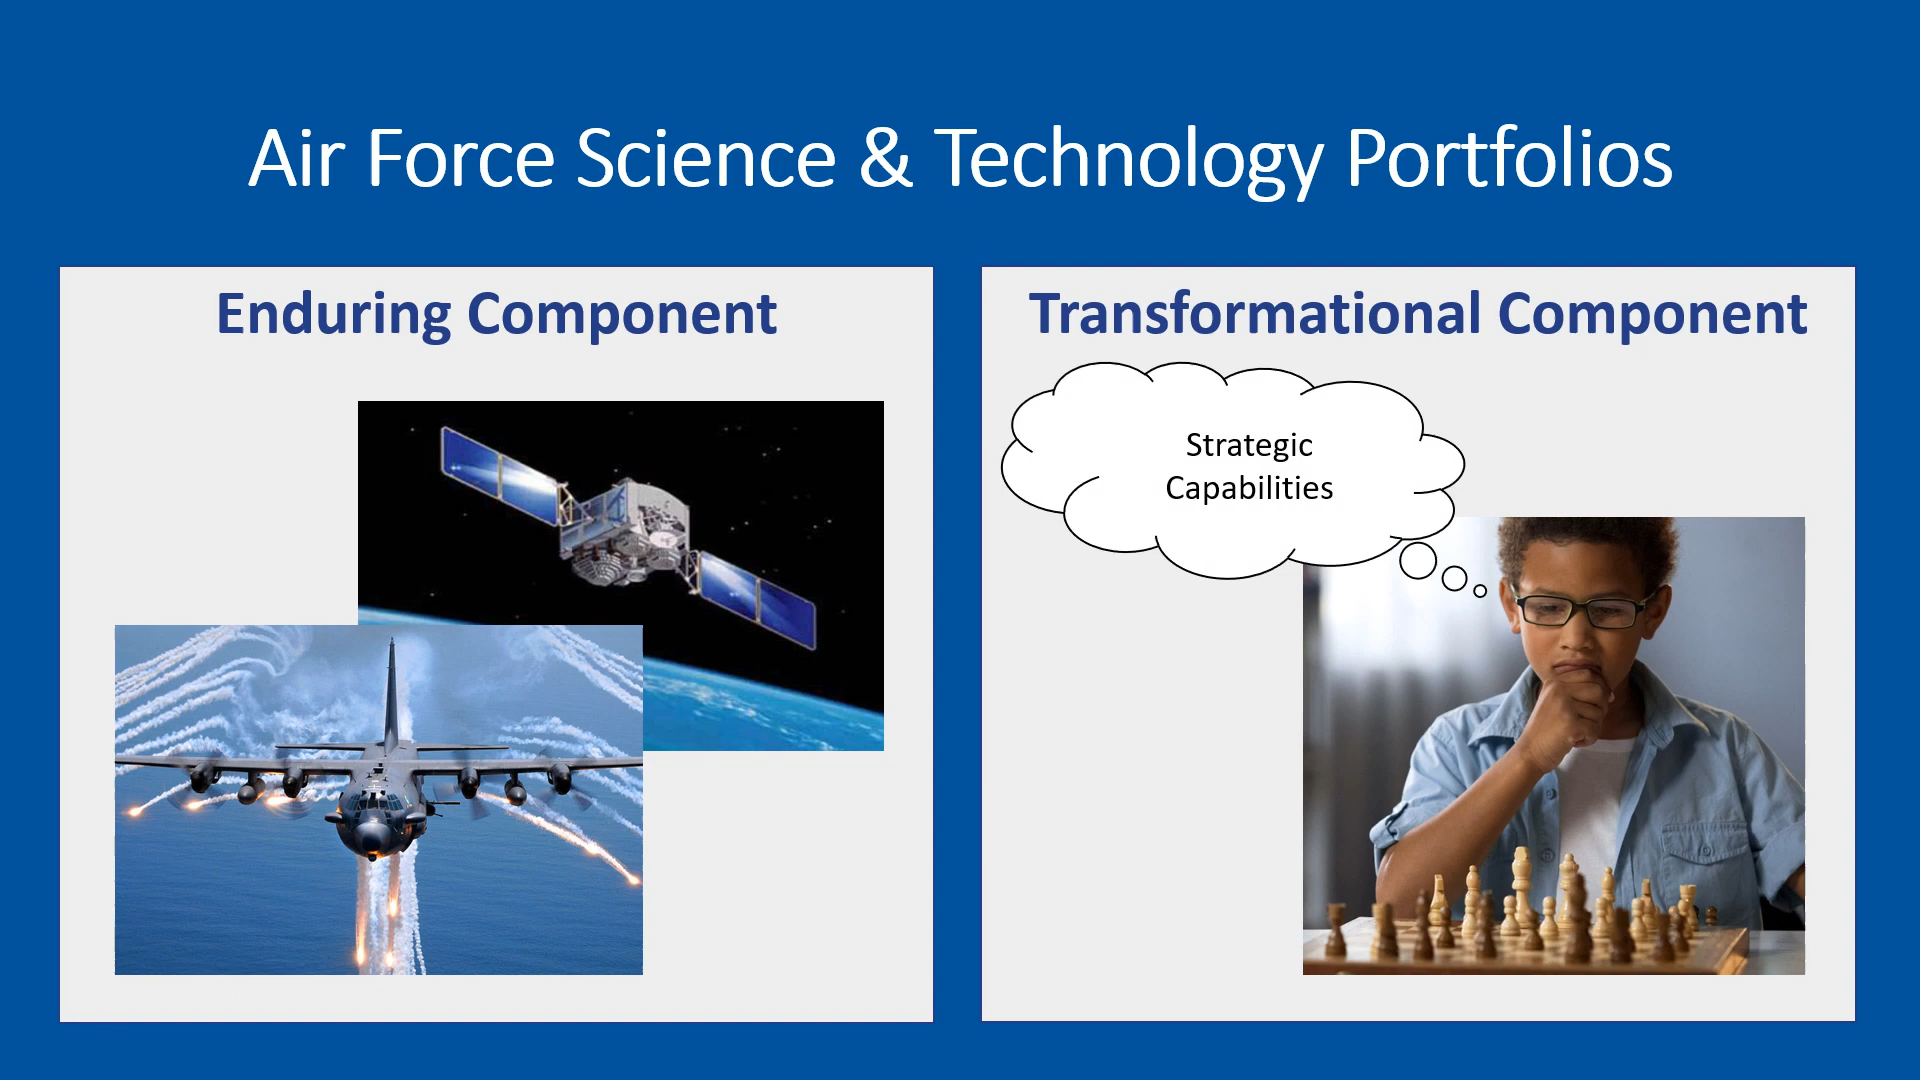 Air Force Science & Technology Portfolios
Enduring Component
Transformational Component
Strategic
Capabilities